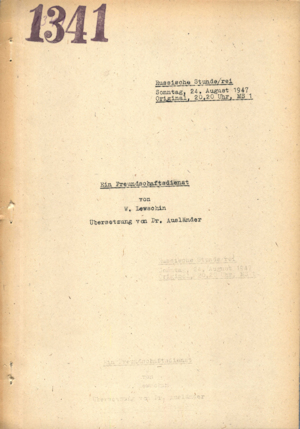 1341
Russische Stunde/rei
Sonntag, 24. August 1947
Original, 20.20 Uhr, MS 1
Ein Freundschaftsdienst
von
W. Lewschin
Übersetzung von Dr. Ausländer